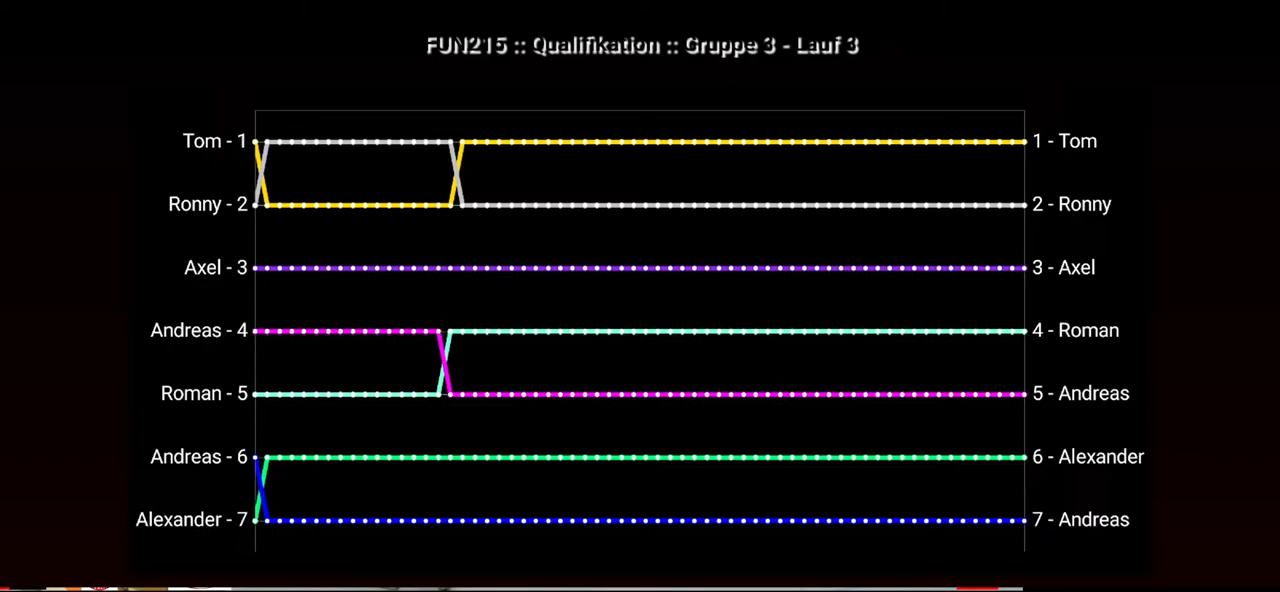 FUN215 :: Qualifikation :: Gruppe 3 - Lauf 3
Tom - 1
1 - Tom
Ronny - 2
2 - Ronny
Axel - 3
3 - Axel
Andreas - 4
4 - Roman
Roman - 5
5 - Andreas
Andreas - 6
6 - Alexander
Alexander - 7
7 - Andreas